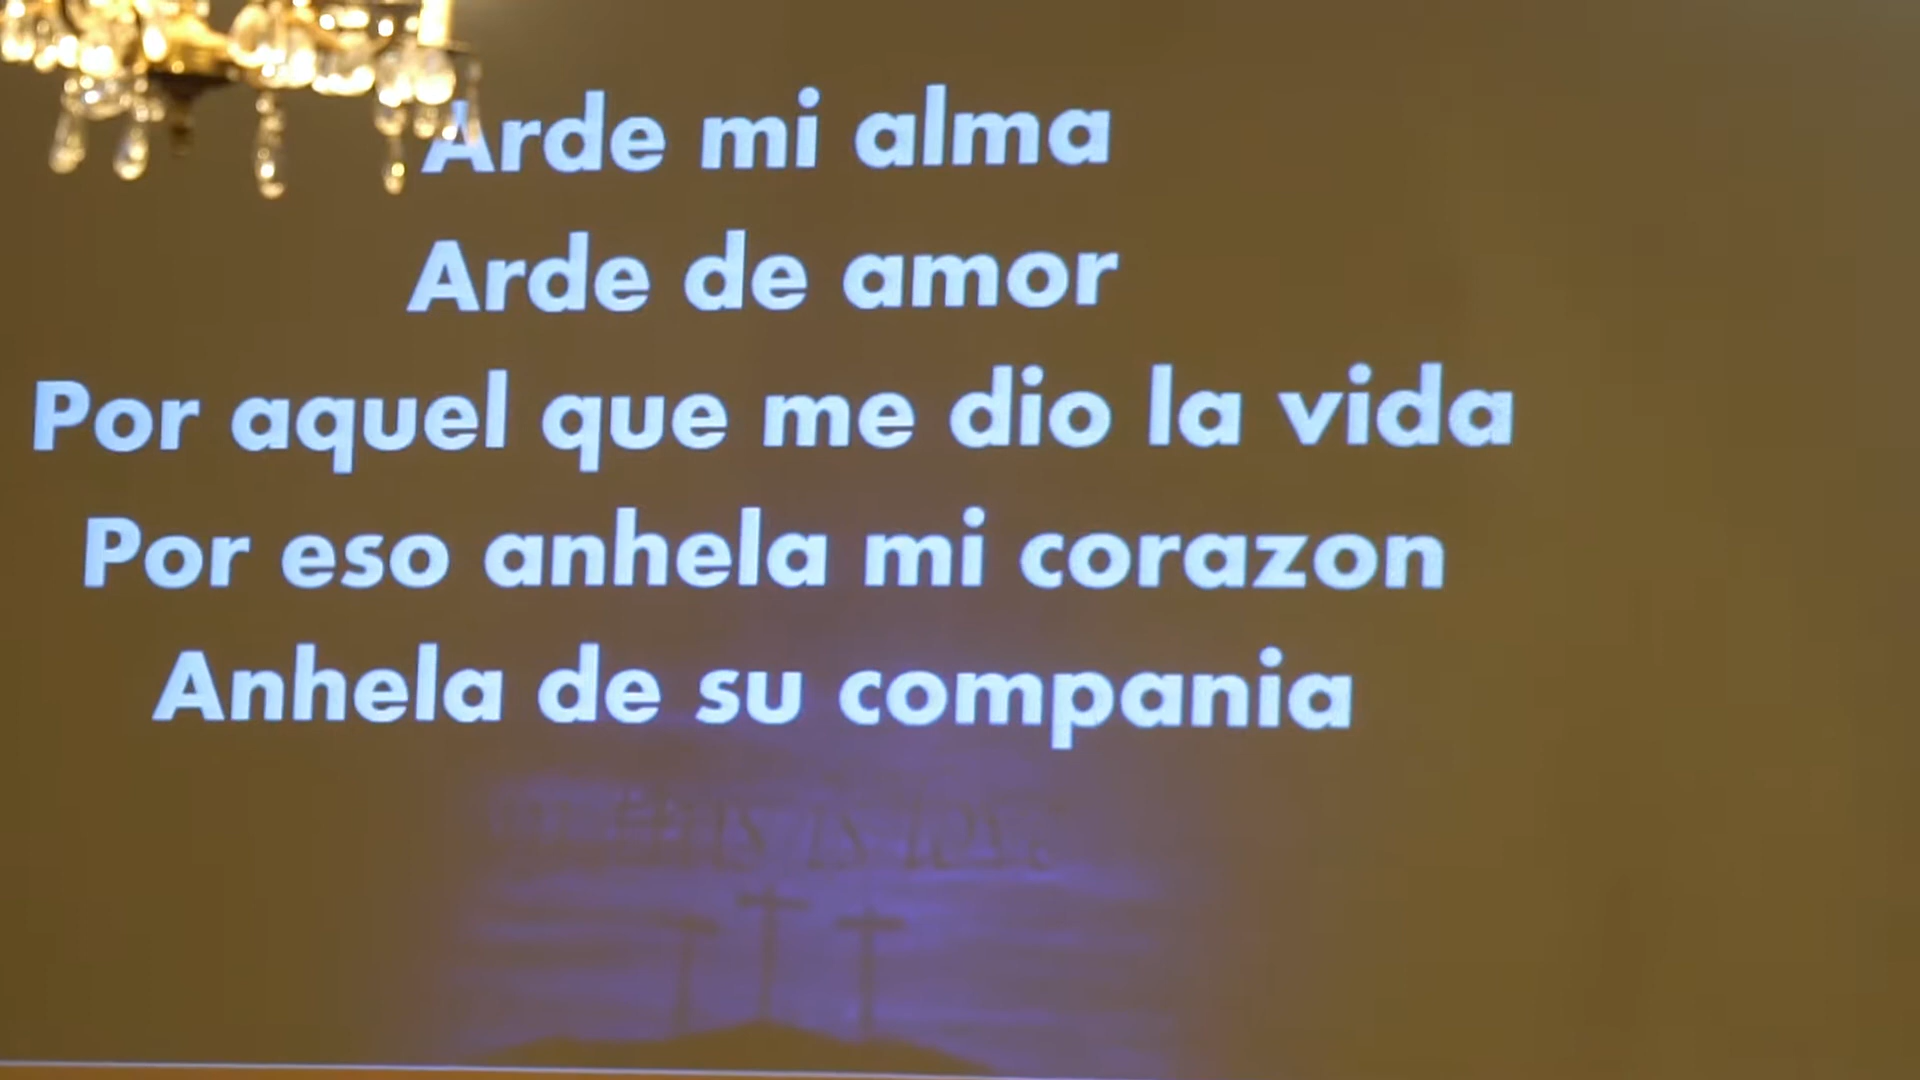 Arde mi alma
Arde de amor
Por aquel que me dio la vida
Por eso anhela mi corazon
Anhela de su compania